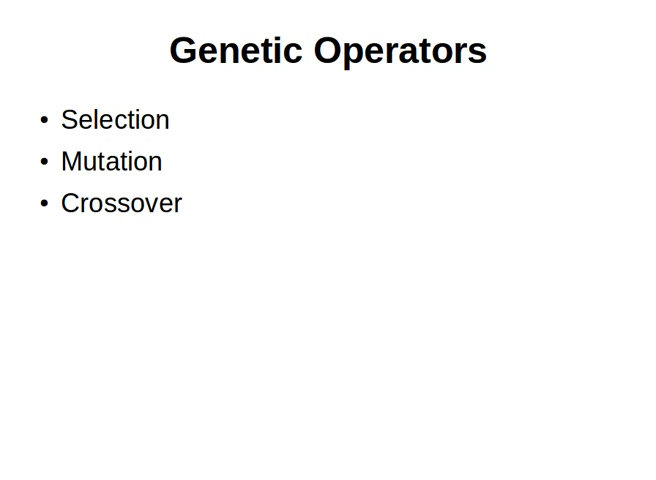 Genetic Operators
• Selection
• Mutation
• Crossover